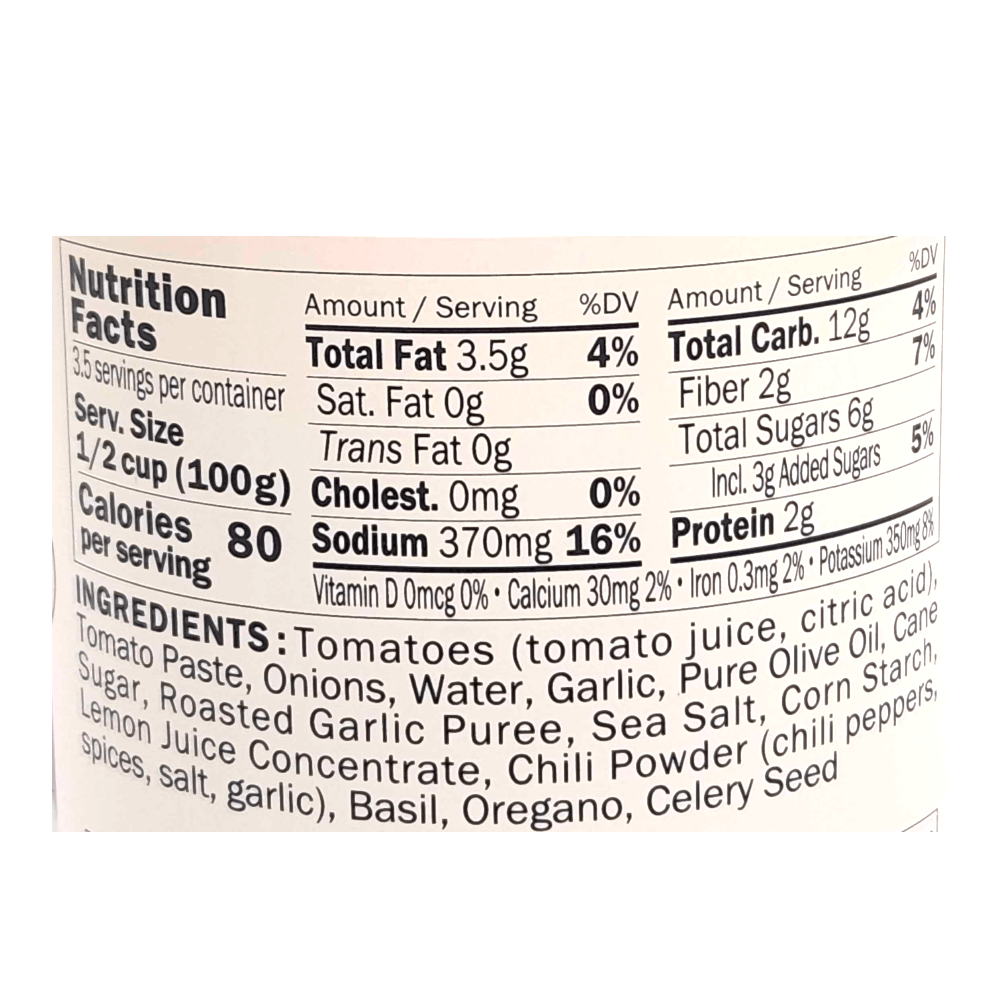 Nutrition
Facts
3.5 servings per container
Serv. Size
1/2 cup (100g)
Calories
per serving 80
Amount / Serving %DV
Total Fat 3.5g 4%
Sat. Fat 0g 0%
Trans Fat 0g
Cholest. 0mg 0%
Sodium 370mg 16%
Amount / Serving %DV
Total Carb. 12g 4%
Fiber 2g 7%
Total Sugars 6g
Incl. 3g Added Sugars 5%
Protein 2g
Vitamin D 0mcg 0% • Calcium 30mg 2% • Iron 0.3mg 2% • Potassium 350mg 8%
INGREDIENTS: Tomatoes (tomato juice, citric acid),
Tomato Paste, Onions, Water, Garlic, Pure Olive Oil, Cane
Sugar, Roasted Garlic Puree, Sea Salt, Corn Starch,
Lemon Juice Concentrate, Chili Powder (chili peppers,
spices, salt, garlic), Basil, Oregano, Celery Seed